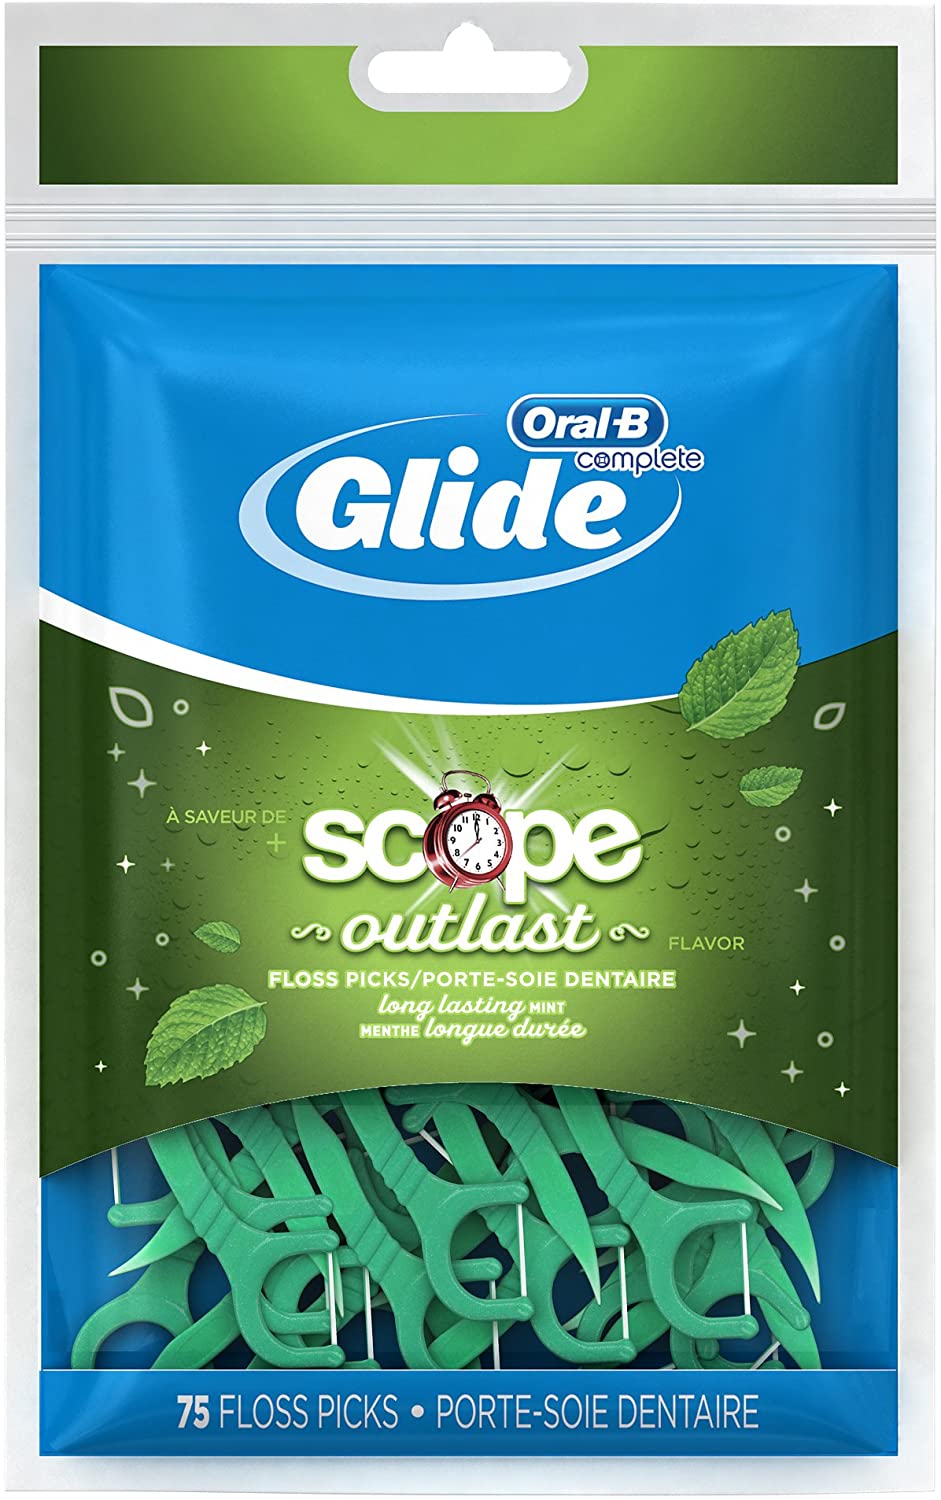 Oral-B
complete
Glide
À SAVEUR DE
+
scope
outlast
FLAVOR
FLOSS PICKS/PORTE-SOIE DENTAIRE
long lasting MINT
MENTHE longue durée
75 FLOSS PICKS • PORTE-SOIE DENTAIRE